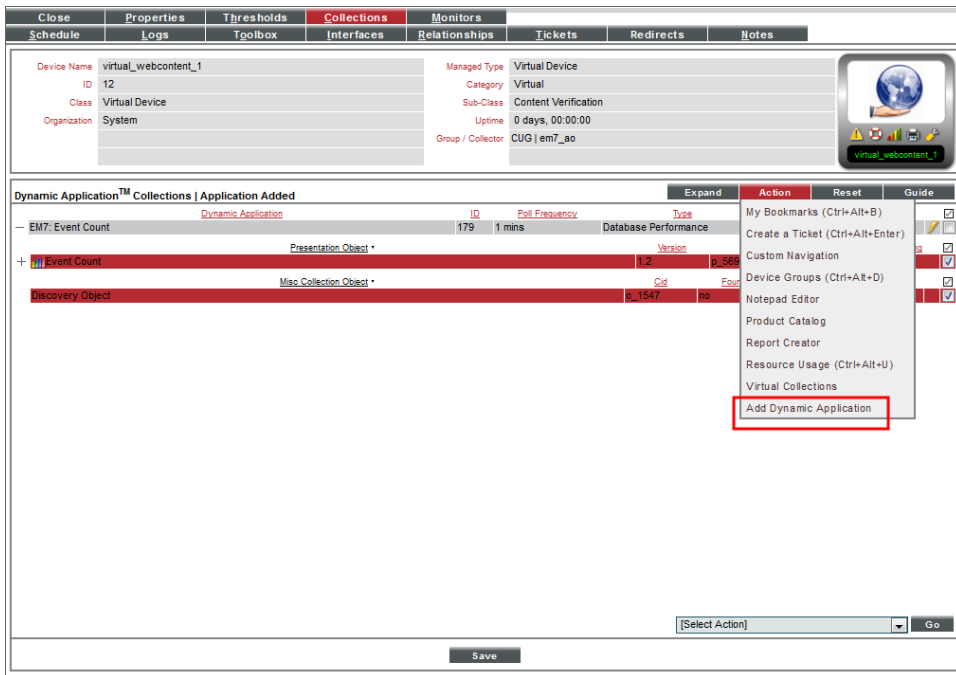 Close Properties Thresholds Collections Monitors
Schedule Logs Toolbox Interfaces Relationships Tickets Redirects Notes
Device Name virtual_webcontent_1 Managed Type Virtual Device
ID 12 Category Virtual
Class Virtual Device Sub-Class Content Verification
Organization System Uptime 0 days, 00:00:00
Group / Collector CUG | em7_ao
virtual_webcontent_1
Dynamic Application™ Collections | Application Added Expand Action Reset Guide
Dynamic Application ID Poll Frequency Type
EM7: Event Count 179 1 mins Database Performance
Presentation Object Version
Event Count 1.2 p_569
Misc Collection Object Cid
Discovery Object o_1547 no
My Bookmarks (Ctrl+Alt+B)
Create a Ticket (Ctrl+Alt+Enter)
Custom Navigation
Device Groups (Ctrl+Alt+D)
Notepad Editor
Product Catalog
Report Creator
Resource Usage (Ctrl+Alt+U)
Virtual Collections
Add Dynamic Application
[Select Action] Go
Save